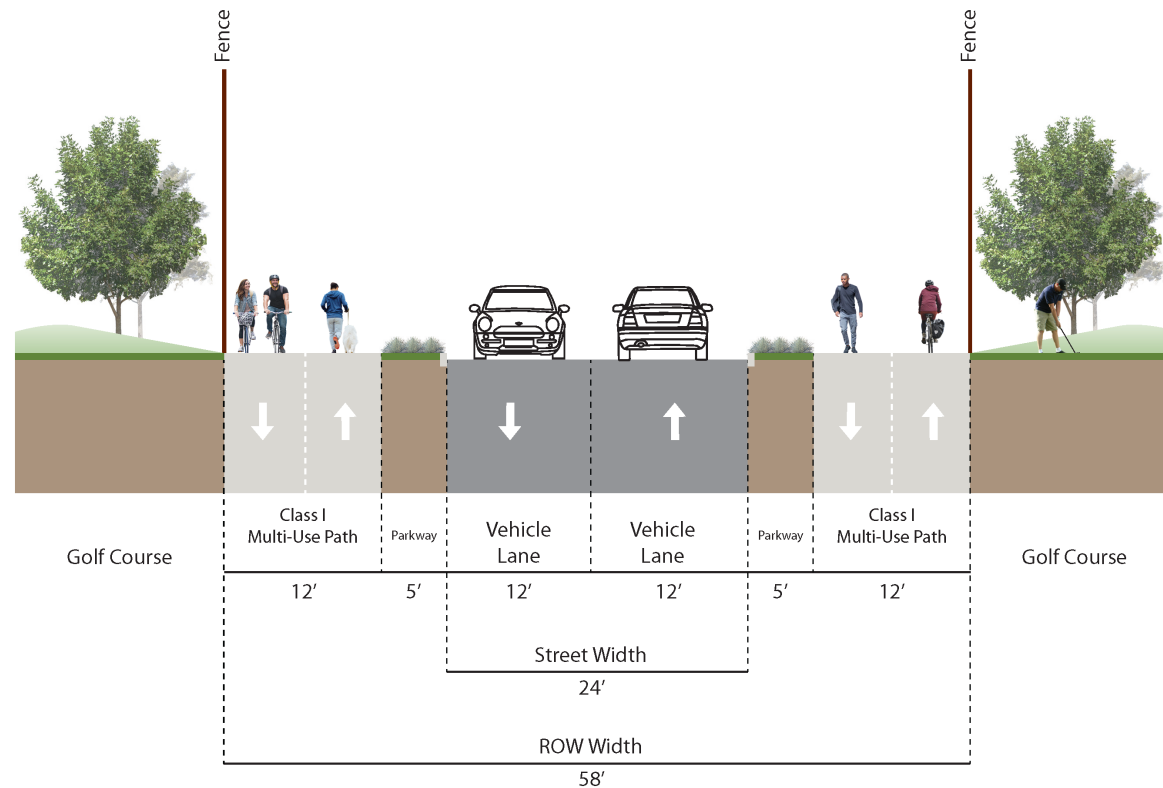 Fence
Fence
Golf Course
Class I
Multi-Use Path
Parkway
Vehicle
Lane
Vehicle
Lane
Parkway
Class I
Multi-Use Path
Golf Course
12’
5’
12’
12’
5’
12’
Street Width
24’
ROW Width
58’